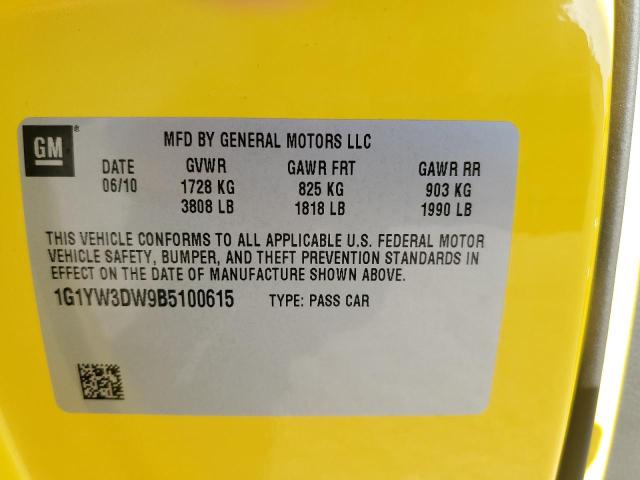 GM
MFD BY GENERAL MOTORS LLC
DATE GVWR GAWR FRT GAWR RR
06/10 1728 KG 825 KG 903 KG
3808 LB 1818 LB 1990 LB
THIS VEHICLE CONFORMS TO ALL APPLICABLE U.S. FEDERAL MOTOR
VEHICLE SAFETY, BUMPER, AND THEFT PREVENTION STANDARDS IN
EFFECT ON THE DATE OF MANUFACTURE SHOWN ABOVE.
1G1YW3DW9B5100615 TYPE: PASS CAR